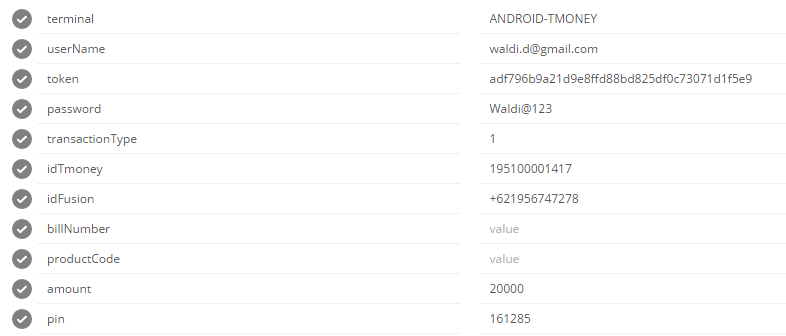 terminal ANDROID-TMONEY
userName waldi.d@gmail.com
token adf796b9a21d9e8ffd88bd825df0c73071d1f5e9
password Waldi@123
transactionType 1
idTmoney 195100001417
idFusion +621956747278
billNumber value
productCode value
amount 20000
pin 161285